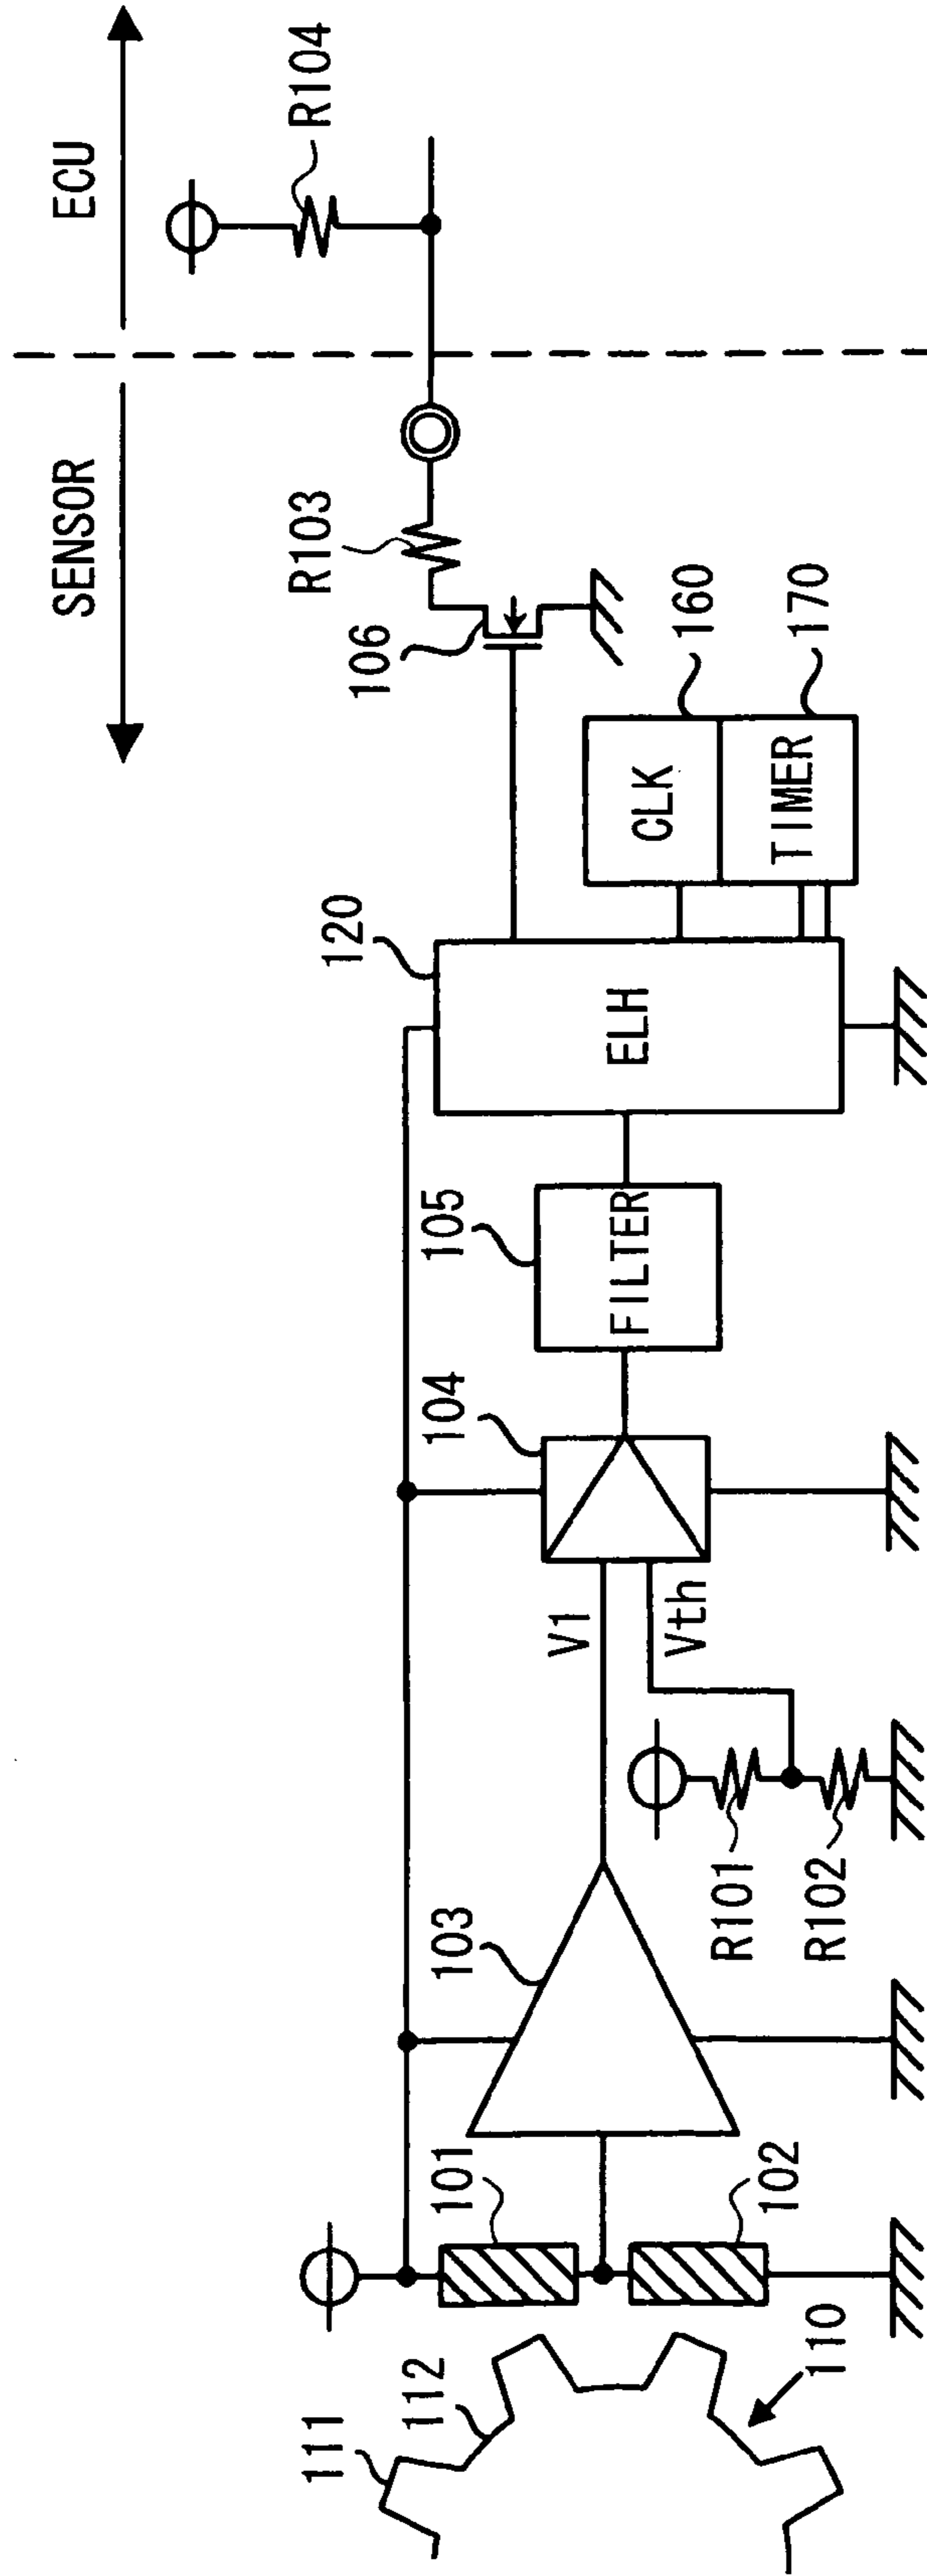 SENSOR
ECU
R104
R103
106
120
CLK
160
TIMER
170
ELH
105
FILTER
104
V1
Vth
R101
R102
103
101
102
111
112
110